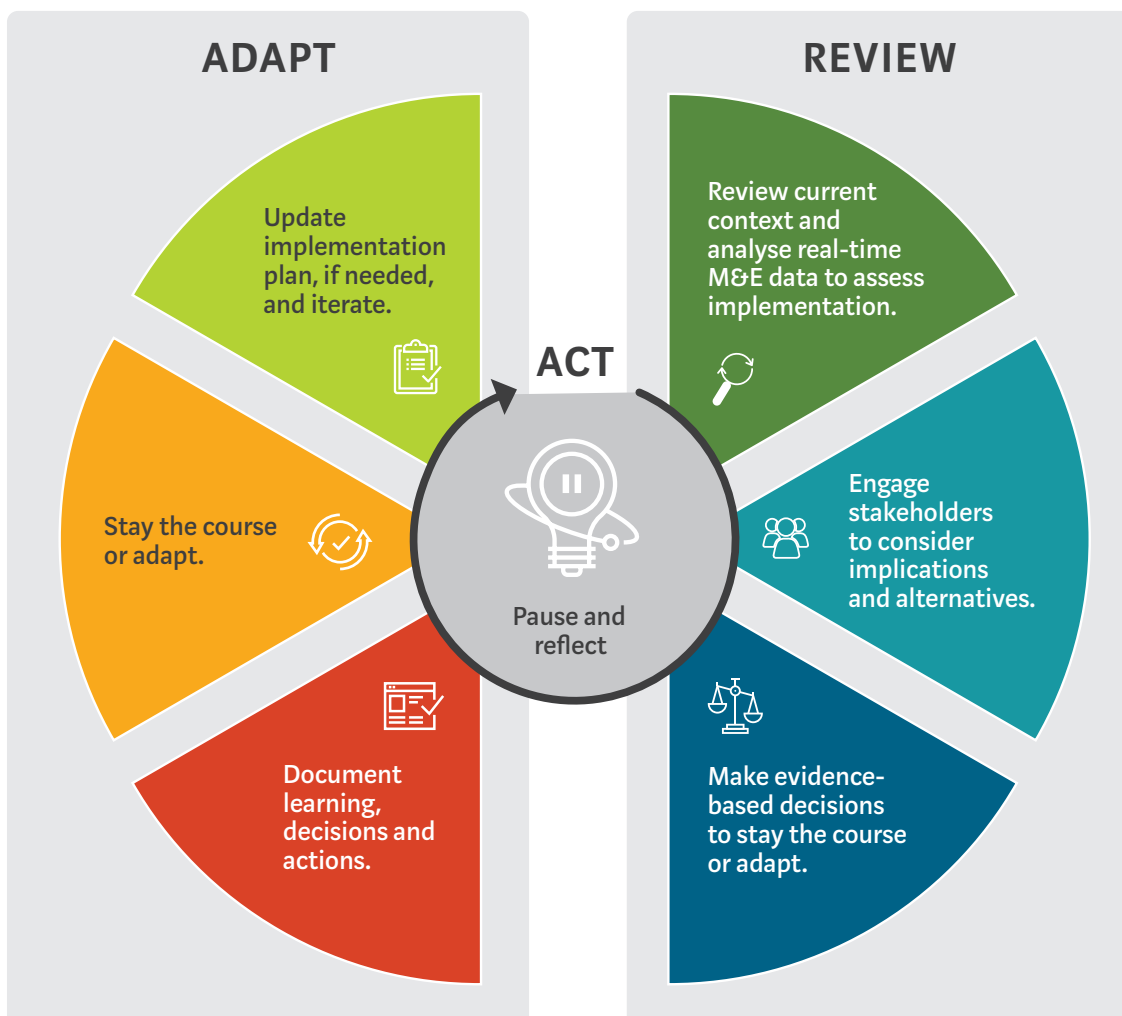 ADAPT
REVIEW
Update
implementation
plan, if needed,
and iterate.
Review current
context and
analyse real-time
M&E data to assess
implementation.
ACT
Stay the course
or adapt.
Pause and
reflect
Engage
stakeholders
to consider
implications
and alternatives.
Document
learning,
decisions and
actions.
Make evidence-
based decisions
to stay the course
or adapt.